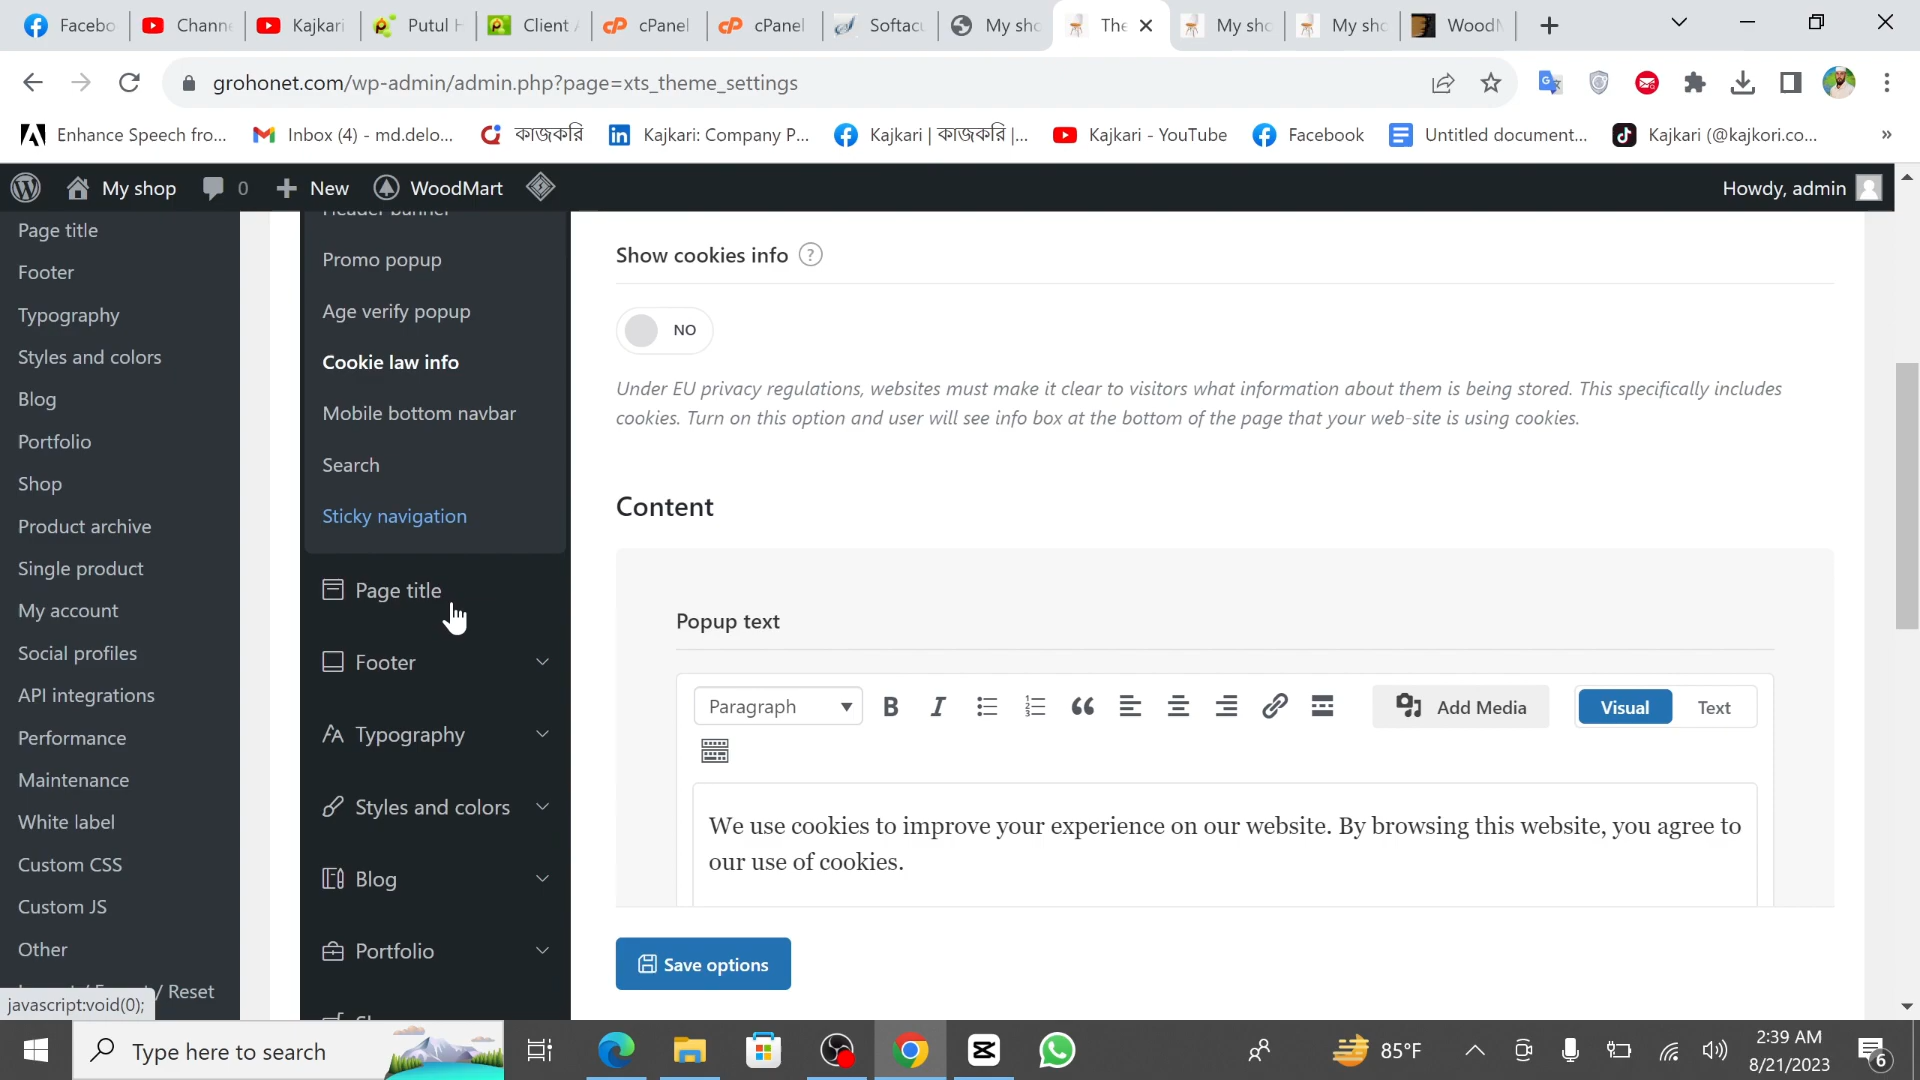 Facebo
Chann
Kajkari
Putul H
Client
cPanel
cPanel
Softacu
My sho
The
My sho
My sho
WoodM
grohonet.com/wp-admin/admin.php?page=xts_theme_settings
Enhance Speech fro...
Inbox (4) - md.delo...
কাজকরি
Kajkari: Company P...
Kajkari | কাজকরি |...
Kajkari - YouTube
Facebook
Untitled document...
Kajkari (@kajkori.co...
»
My shop
0
New
WoodMart
Howdy, admin
Page title
Footer
Typography
Styles and colors
Blog
Portfolio
Shop
Product archive
Single product
My account
Social profiles
API integrations
Performance
Maintenance
White label
Custom CSS
Custom JS
Other
/ Reset
javascript:void(0);
Header banner
Promo popup
Age verify popup
Cookie law info
Mobile bottom navbar
Search
Sticky navigation
Page title
Footer
Typography
Styles and colors
Blog
Portfolio
Show cookies info ?
NO
Under EU privacy regulations, websites must make it clear to visitors what information about them is being stored. This specifically includes
cookies. Turn on this option and user will see info box at the bottom of the page that your web-site is using cookies.
Content
Popup text
Paragraph
Add Media
Visual
Text
We use cookies to improve your experience on our website. By browsing this website, you agree to
our use of cookies.
Save options
Type here to search
85°F
2:39 AM
8/21/2023
6